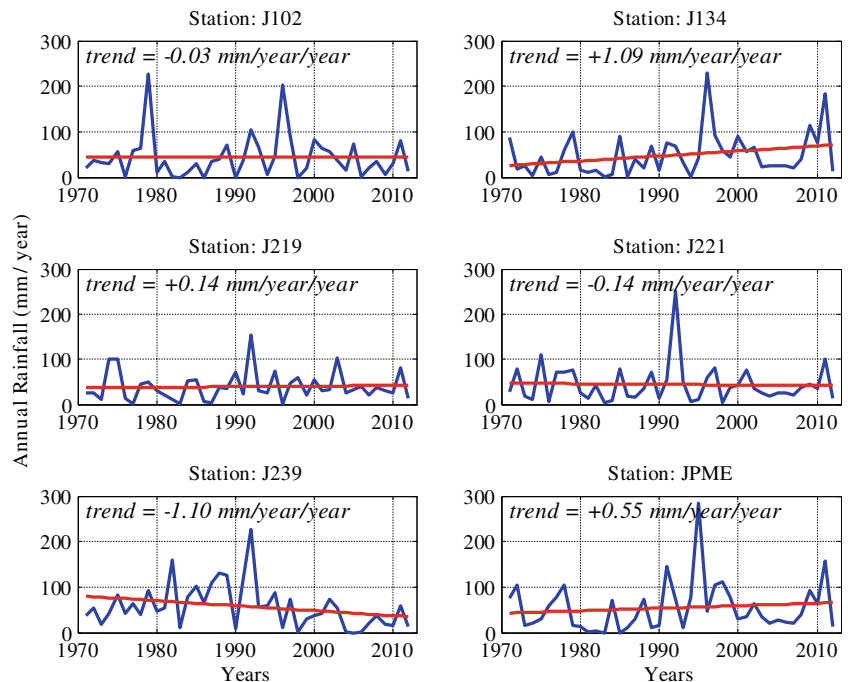 Station: J102
trend = -0.03 mm/year/year
300
200
100
0
1970 1980 1990 2000 2010
Station: J134
trend = +1.09 mm/year/year
300
200
100
0
1970 1980 1990 2000 2010
Annual Rainfall (mm/ year)
Station: J219
trend = +0.14 mm/year/year
300
200
100
0
1970 1980 1990 2000 2010
Station: J221
trend = -0.14 mm/year/year
300
200
100
0
1970 1980 1990 2000 2010
Station: J239
trend = -1.10 mm/year/year
300
200
100
0
1970 1980 1990 2000 2010
Years
Station: JPME
trend = +0.55 mm/year/year
300
200
100
0
1970 1980 1990 2000 2010
Years